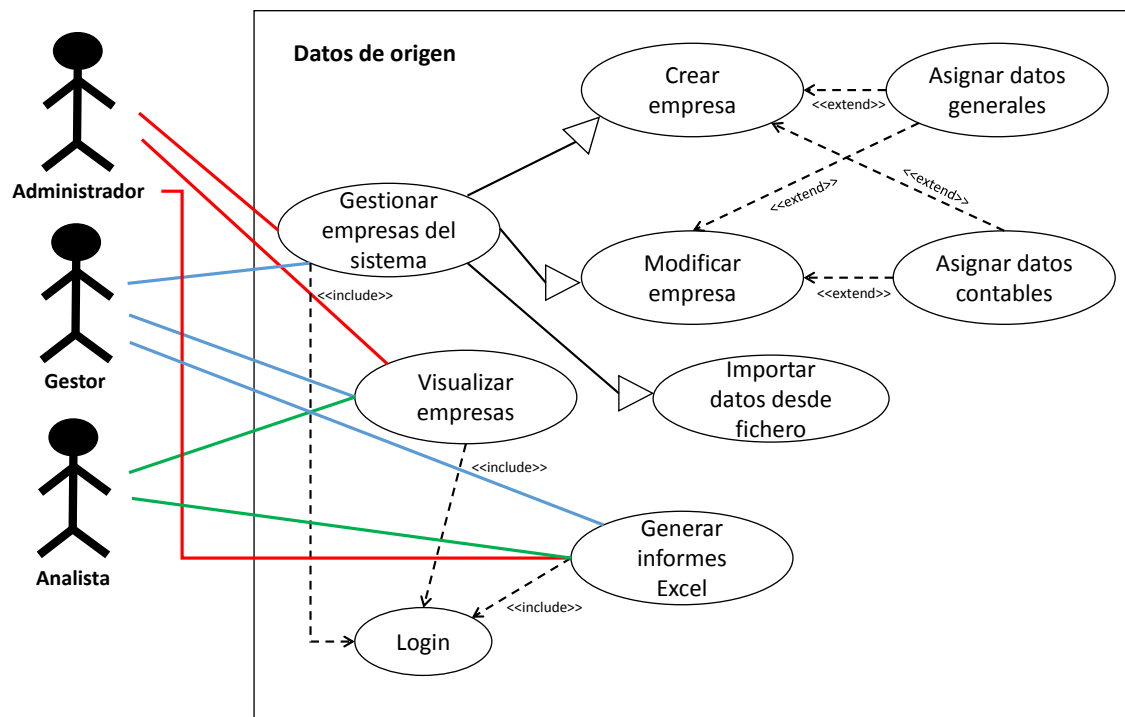 Datos de origen
Crear
empresa
<<extend>>
Asignar datos
generales
Administrador
Gestionar
empresas del
sistema
<<extend>>
<<extend>>
Modificar
empresa
<<extend>>
Asignar datos
contables
<<include>>
Gestor
Visualizar
empresas
Importar
datos desde
fichero
<<include>>
Analista
Generar
informes
Excel
<<include>>
Login